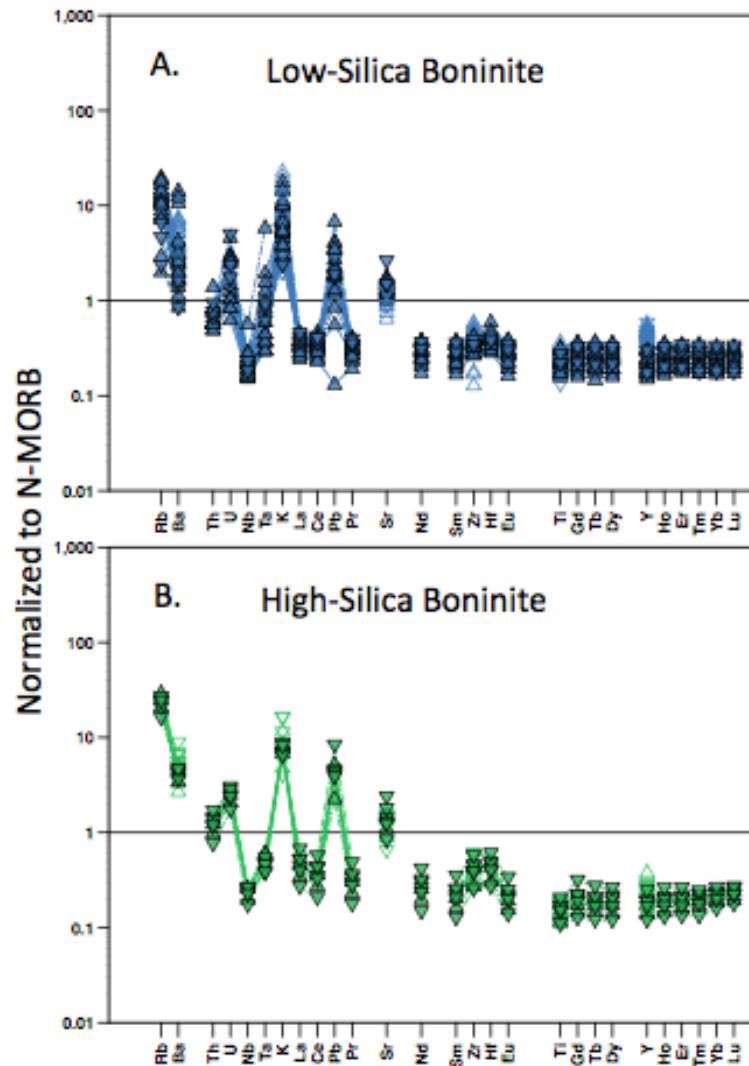 1,000
A. Low-Silica Boninite
100
10
1
0.1
0.01
Rb Ba Th U Nb Ta K La Ce Pb Pr Sr Nd Sm Zr Hf Eu Ti Gd Tb Dy Y Ho Er Tm Yb Lu
Normalized to N-MORB
1,000
B. High-Silica Boninite
100
10
1
0.1
0.01
Rb Ba Th U Nb Ta K La Ce Pb Pr Sr Nd Sm Zr Hf Eu Ti Gd Tb Dy Y Ho Er Tm Yb Lu